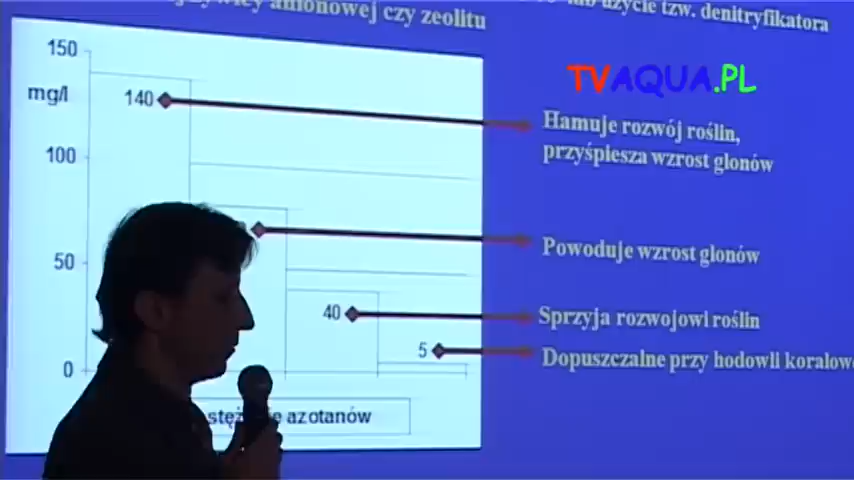 anionowej czy zeolitu
użycie tzw. denitryfikatora
TVAQUA.PL
150
mg/l
140
Hamuje rozwój roślin,
przyśpiesza wzrost glonów
100
50
Powoduje wzrost glonów
40
Sprzyja rozwojowi roślin
5
Dopuszczalne przy hodowli
0
azotanów